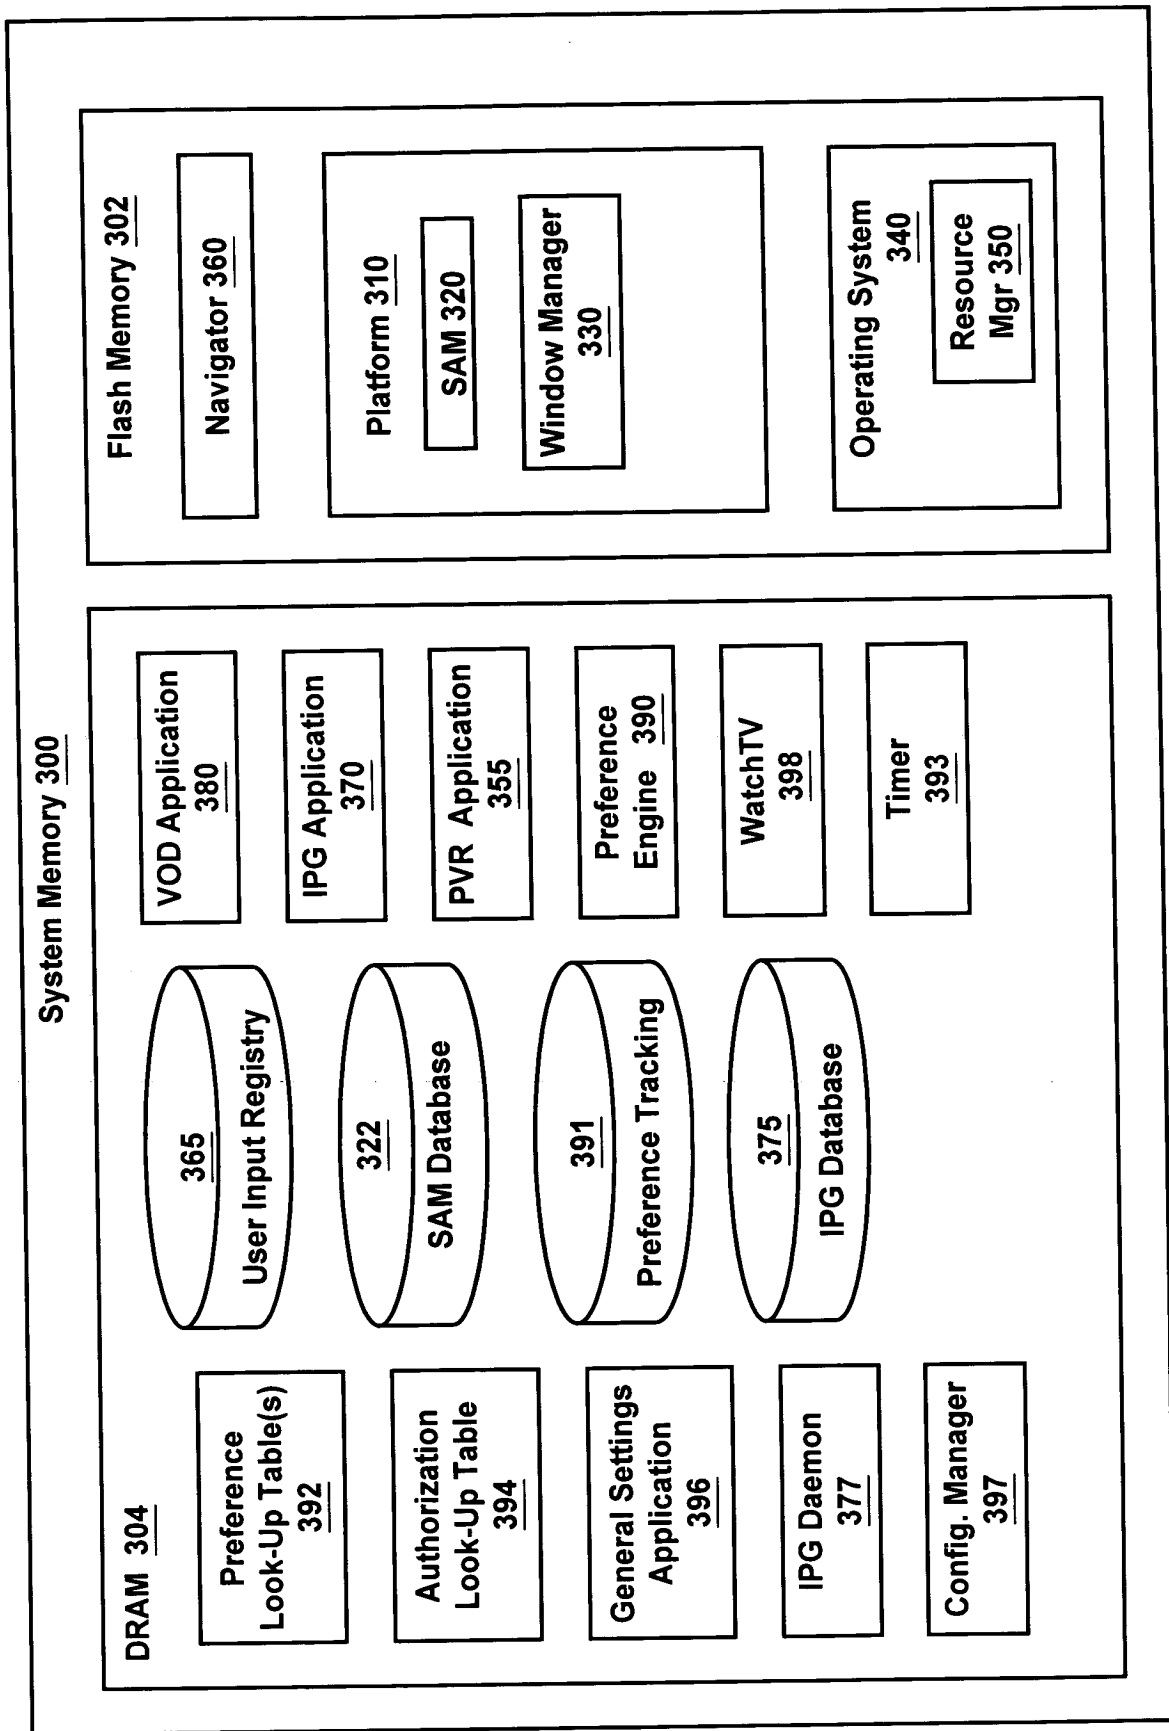 System Memory 300
DRAM 304
Preference
Look-Up Table(s)
392
Authorization
Look-Up Table
394
General Settings
Application
396
IPG Daemon
377
Config. Manager
397
365
User Input Registry
322
SAM Database
391
Preference Tracking
375
IPG Database
VOD Application
380
IPG Application
370
PVR Application
355
Preference
Engine 390
WatchTV
398
Timer
393
Flash Memory 302
Navigator 360
Platform 310
SAM 320
Window Manager
330
Operating System
340
Resource
Mgr 350